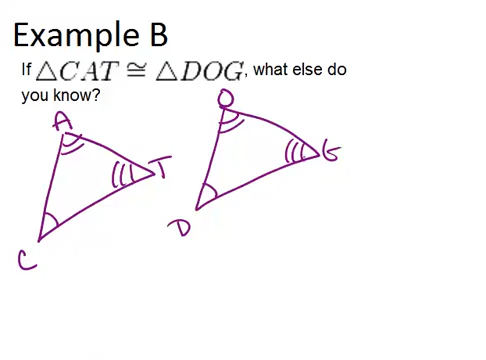 Example B
If △CAT ≅ △DOG, what else do
you know?
A
T
C
O
G
D